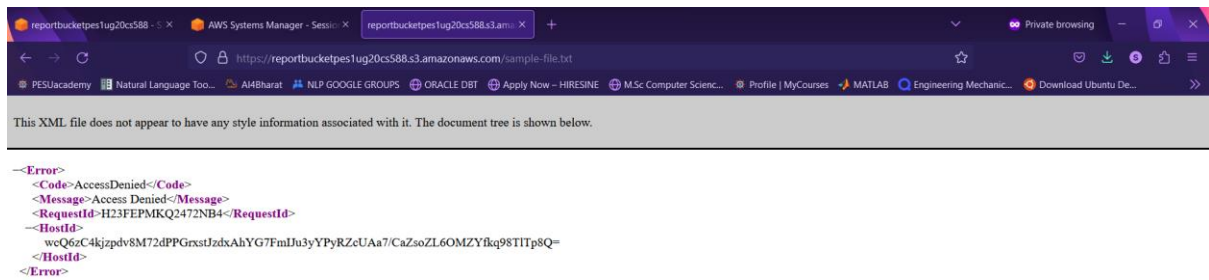 reportbucketpes1ug20cs588 - S
AWS Systems Manager - Session
reportbucketpes1ug20cs588.s3.ama
Private browsing
https://reportbucketpes1ug20cs588.s3.amazonaws.com/sample-file.txt
S
PESUacademy
Natural Language Too...
AI4Bharat
NLP GOOGLE GROUPS
ORACLE DBT
Apply Now – HIRESINE
M.Sc Computer Scienc...
Profile | MyCourses
MATLAB
Engineering Mechanic...
Download Ubuntu De...
This XML file does not appear to have any style information associated with it. The document tree is shown below.
−<Error>
<Code>AccessDenied</Code>
<Message>Access Denied</Message>
<RequestId>H23FEPMKQ2472NB4</RequestId>
−<HostId>
</HostId>
</Error>